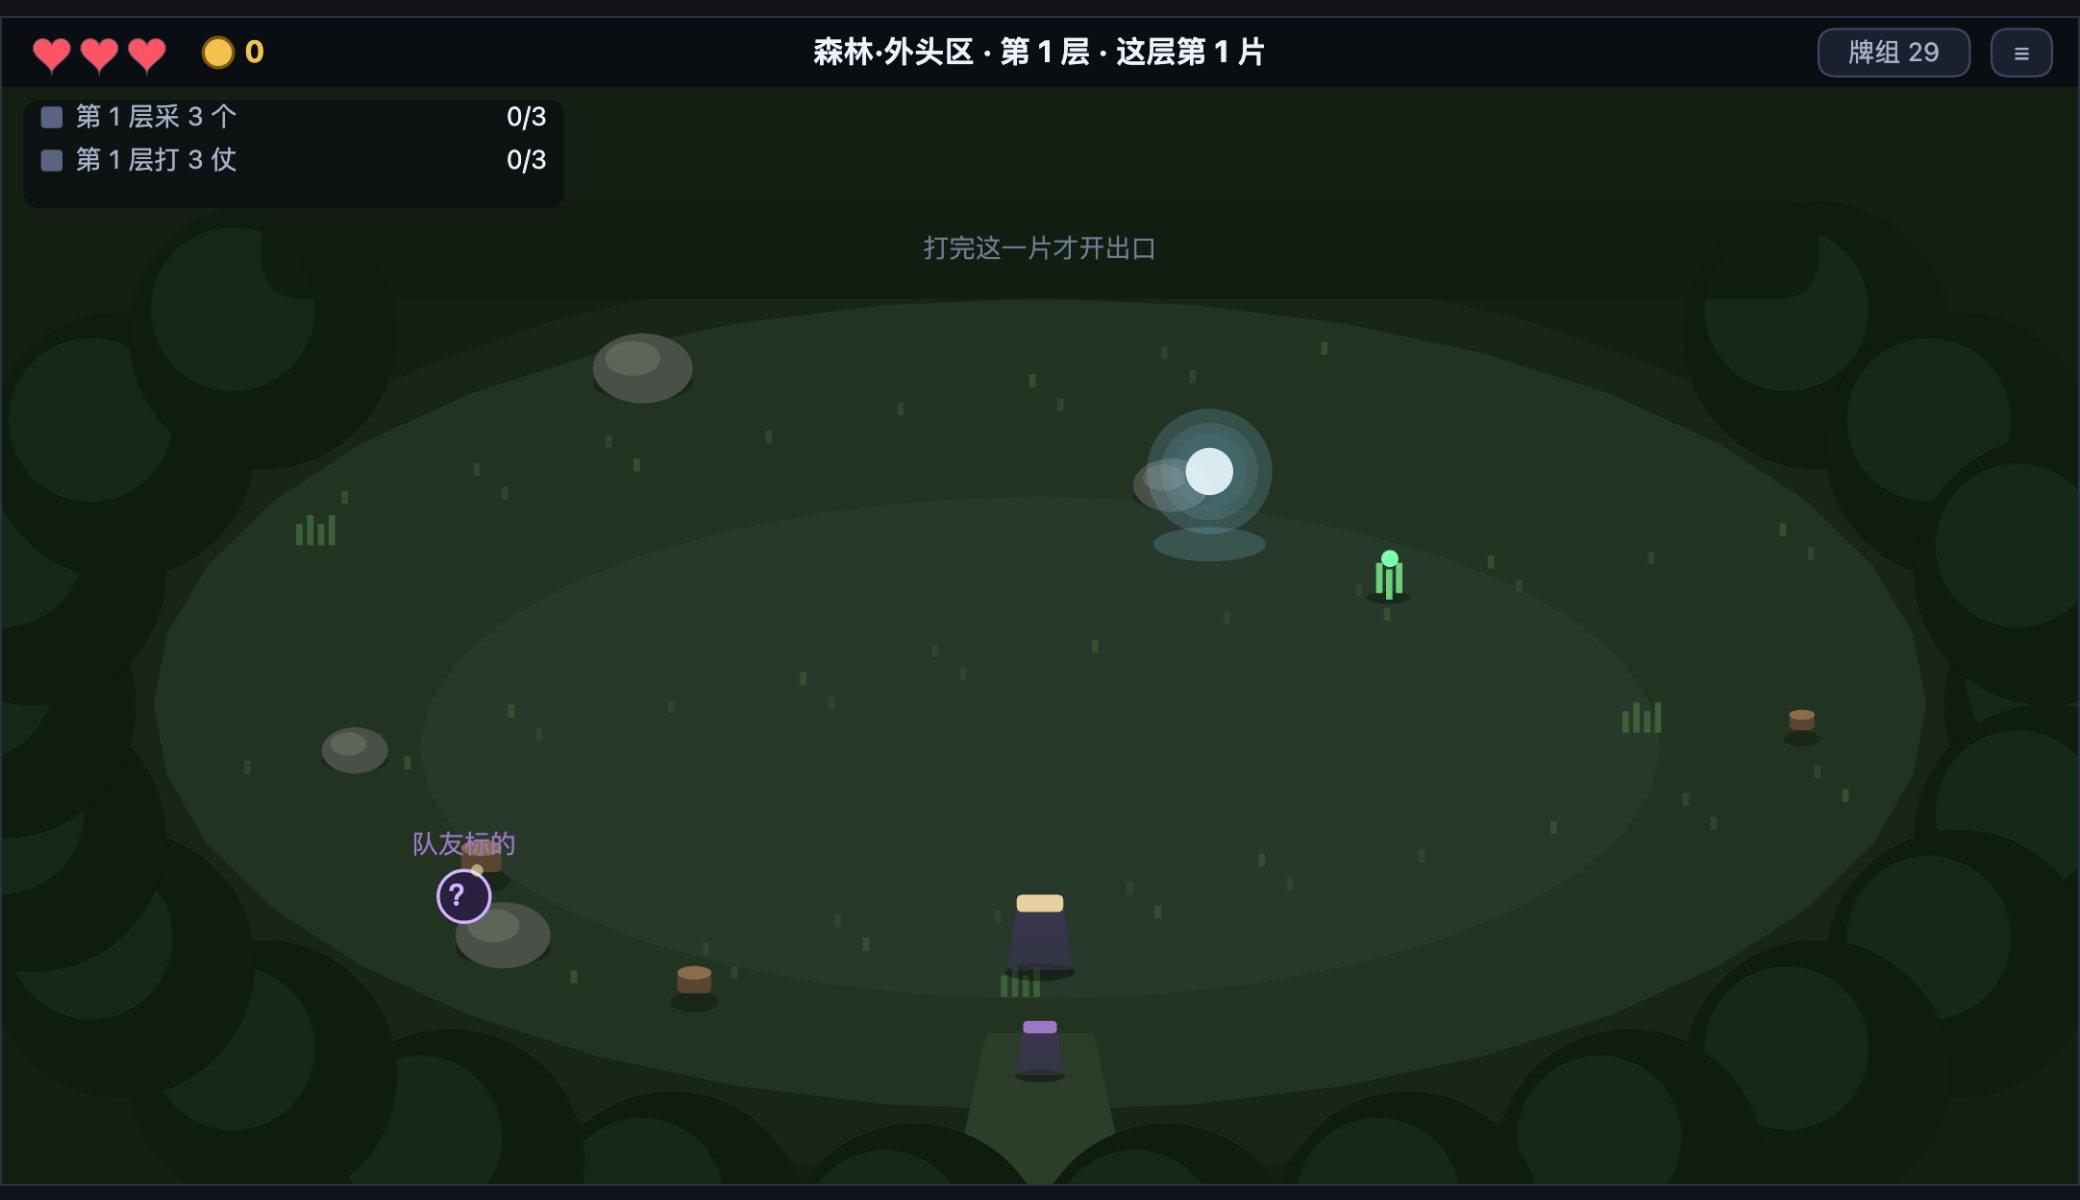 0
森林·外头区 · 第 1 层 · 这层第 1 片
牌组 29
≡
第 1 层采 3 个 0/3
第 1 层打 3 仗 0/3
打完这一片才开出口
队友标的
?